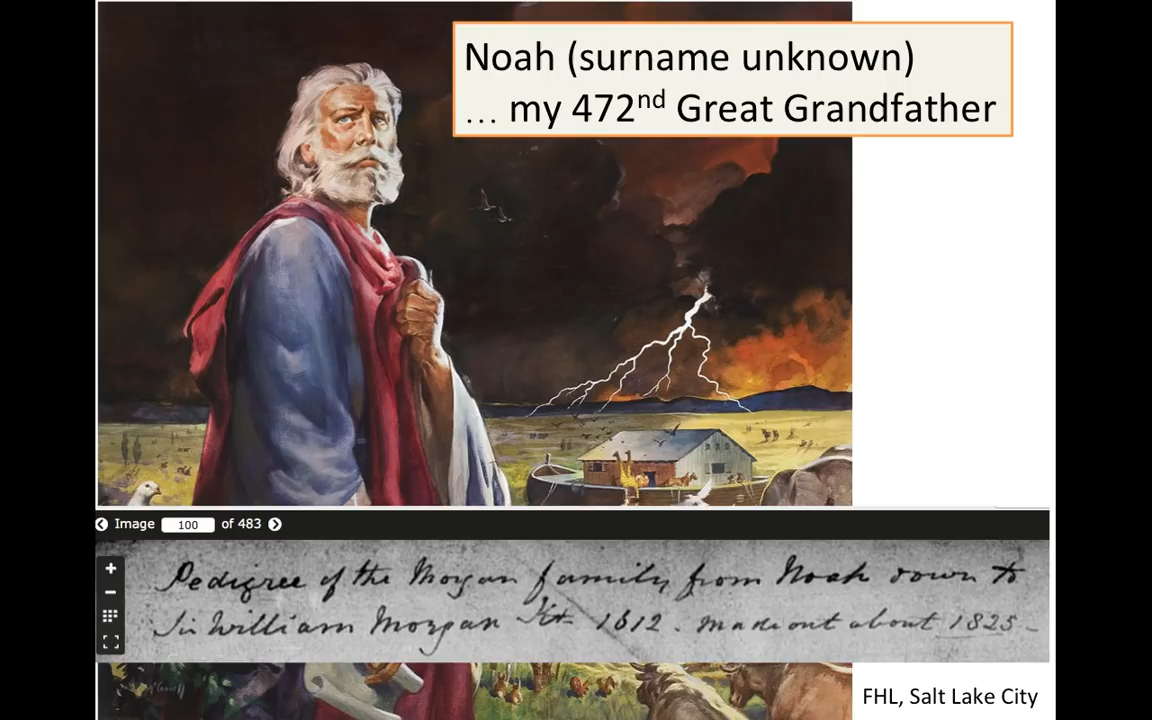 Noah (surname unknown)
… my 472nd Great Grandfather
Image 100 of 483
Pedigree of the Morgan family from Noah down to
Sir William Morgan Kt. 1612. made out about 1825 -
FHL, Salt Lake City